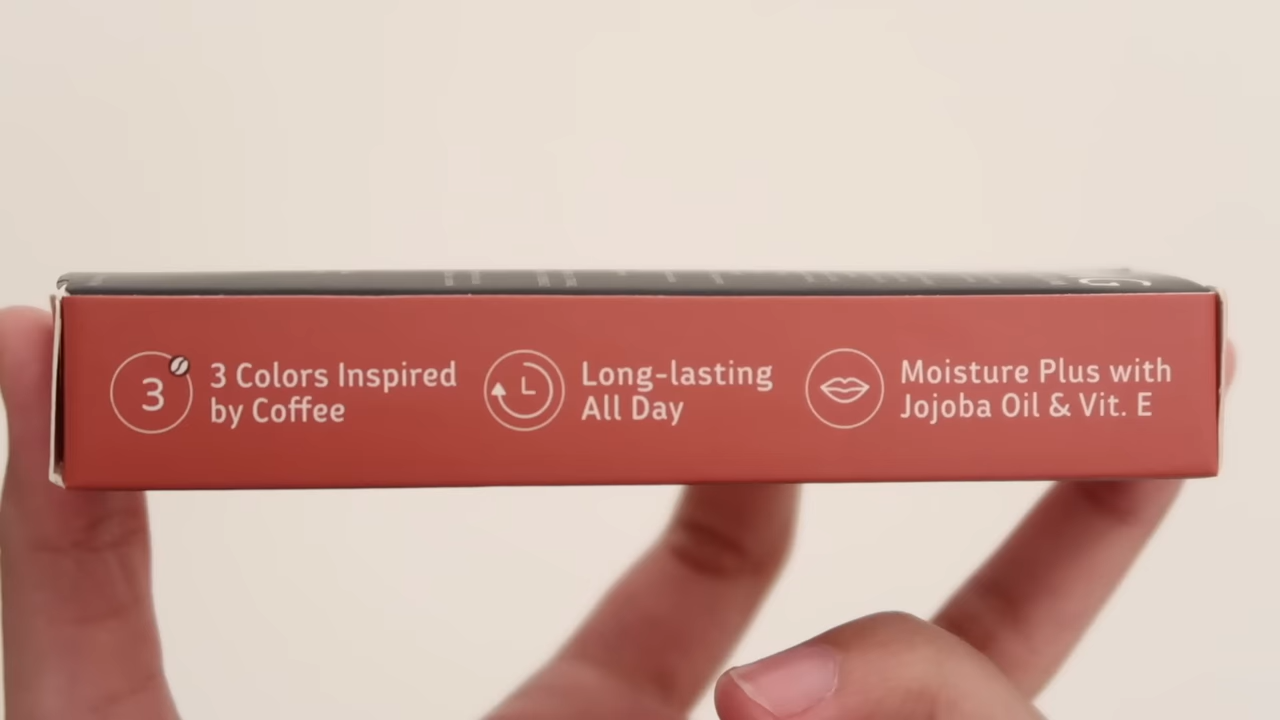 3
3 Colors Inspired
by Coffee
Long-lasting
All Day
Moisture Plus with
Jojoba Oil & Vit. E